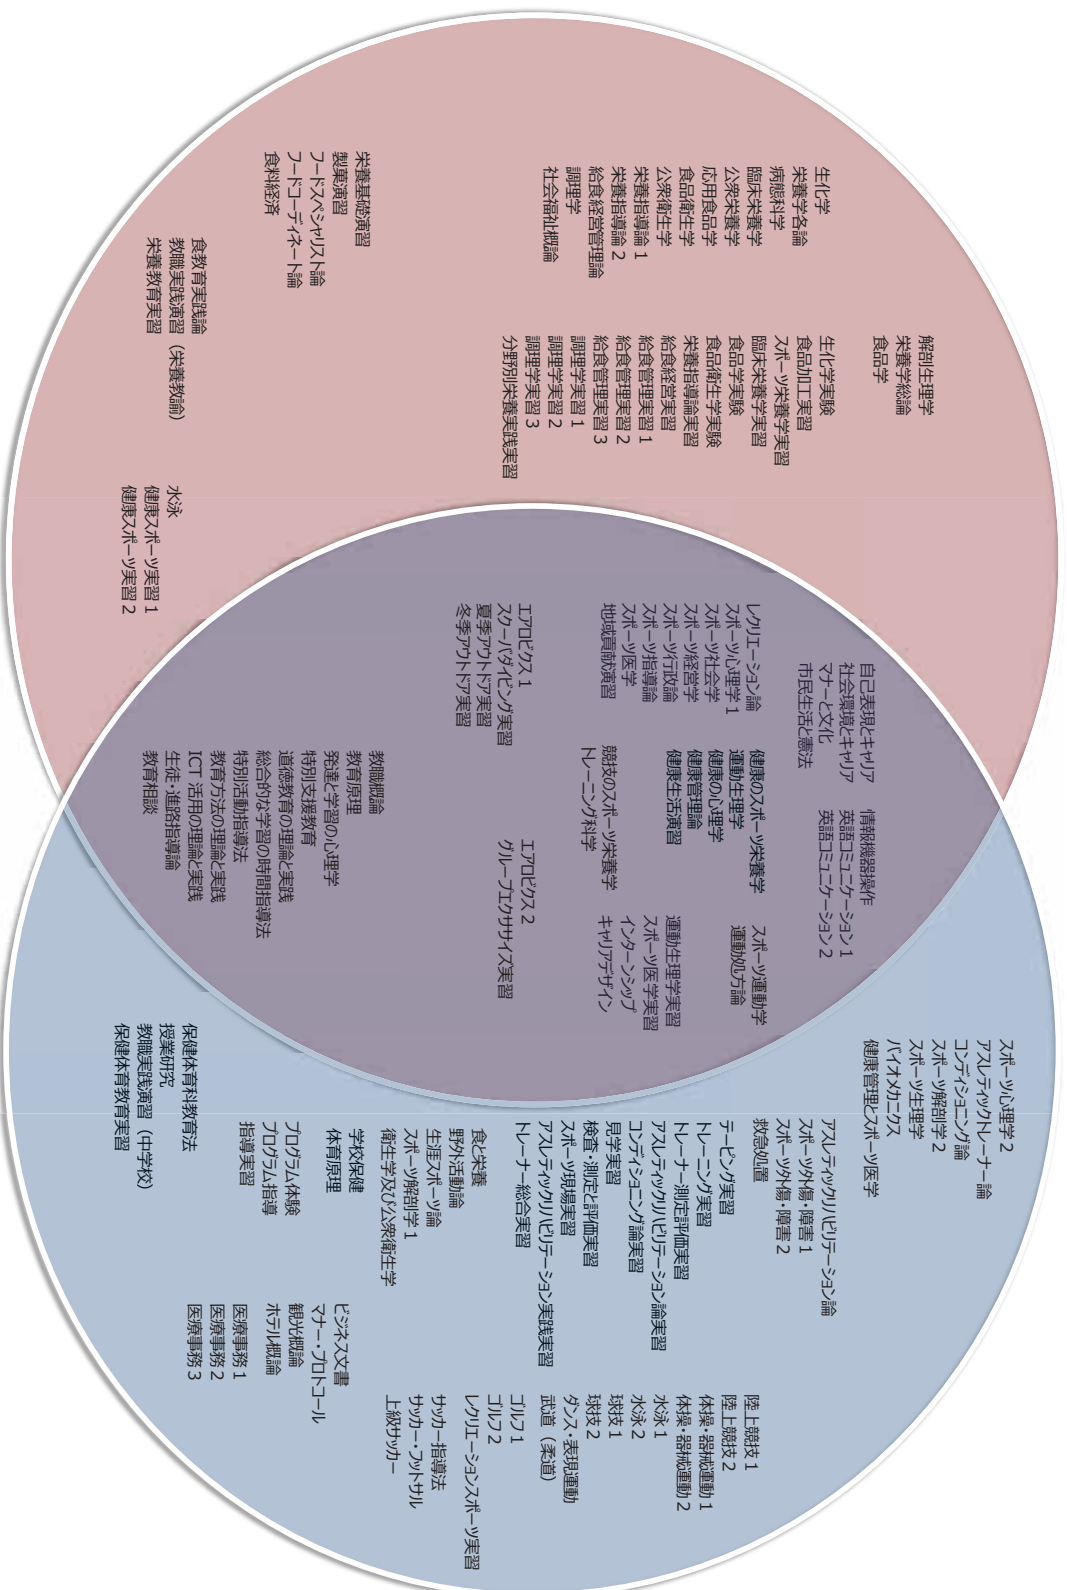 解剖生理学
栄養学総論
食品学
生化学
栄養学各論
病態科学
臨床栄養学
公衆栄養学
応用食品学
食品衛生学
公衆衛生学
栄養指導論 1
栄養指導論 2
給食経営管理論
調理学
社会福祉概論
生化学実験
食品加工実習
スポーツ栄養学実習
臨床栄養学実習
食品学実験
食品衛生学実験
栄養指導論実習
給食経営実習
給食管理実習 1
給食管理実習 2
給食管理実習 3
調理学実習 1
調理学実習 2
調理学実習 3
分野別栄養実践実習
栄養基礎演習
製菓演習
フードスペシャリスト論
フードコーディネート論
食料経済
食教育実践論
教職実践演習（栄養教諭）
栄養教育実習
水泳
健康スポーツ実習 1
健康スポーツ実習 2
自己表現とキャリア
社会環境とキャリア
マナーと文化
市民生活と憲法
情報機器操作
英語コミュニケーション 1
英語コミュニケーション 2
レクリエーション論
スポーツ心理学 1
スポーツ社会学
スポーツ経営学
スポーツ行政論
スポーツ指導論
スポーツ医学
地域貢献演習
健康のスポーツ栄養学
運動生理学
健康の心理学
健康管理論
健康生活演習
スポーツ運動学
運動処方論
競技のスポーツ栄養学
トレーニング科学
運動生理学実習
スポーツ医学実習
インターンシップ
キャリアデザイン
エアロビクス 1
スクーバダイビング実習
夏季アウトドア実習
冬季アウトドア実習
エアロビクス 2
グループエクササイズ実習
教職概論
教育原理
発達と学習の心理学
特別支援教育
道徳教育の理論と実践
総合的な学習の時間指導法
特別活動指導法
教育方法の理論と実践
ICT 活用の理論と実践
生徒・進路指導論
教育相談
スポーツ心理学 2
アスレティックトレーナー論
コンディショニング論
スポーツ解剖学 2
スポーツ生理学
バイオメカニクス
健康管理とスポーツ医学
アスレティックリハビリテーション論
スポーツ外傷・障害 1
スポーツ外傷・障害 2
救急処置
テーピング実習
トレーニング実習
トレーナー測定評価実習
アスレティックリハビリテーション論実習
コンディショニング論実習
見学実習
検査・測定と評価実習
スポーツ現場実習
アスレティックリハビリテーション実践実習
トレーナー総合実習
陸上競技 1
陸上競技 2
体操・器械運動 1
体操・器械運動 2
水泳 1
水泳 2
球技 1
球技 2
ダンス・表現運動
武道（柔道）
ゴルフ 1
ゴルフ 2
レクリエーションスポーツ実習
サッカー指導法
サッカー・フットサル
上級サッカー
食と栄養
野外活動論
生涯スポーツ論
スポーツ解剖学 1
衛生学及び公衆衛生学
学校保健
体育原理
プログラム体験
プログラム指導
指導実習
ビジネス文書
マナー・プロトコール
観光概論
ホテル概論
医療事務 1
医療事務 2
医療事務 3
保健体育科教育法
授業研究
教職実践演習（中学校）
保健体育教育実習